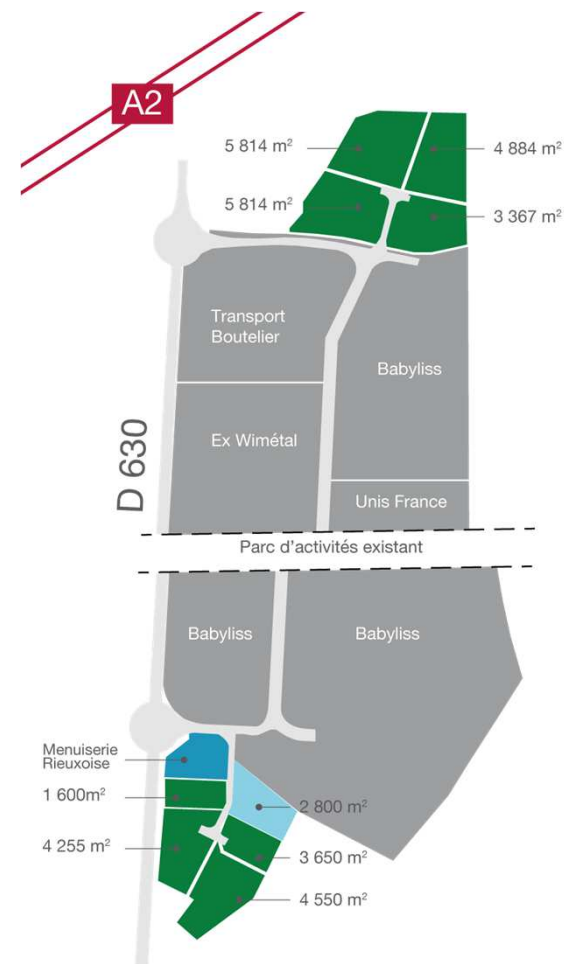 A2
5 814 m²
4 884 m²
5 814 m²
3 367 m²
Transport
Boutelier
Babyliss
D 630
Ex Wimétal
Unis France
Parc d'activités existant
Babyliss
Babyliss
Menuiserie
Rieuxoise
1 600m²
2 800 m²
4 255 m²
3 650 m²
4 550 m²